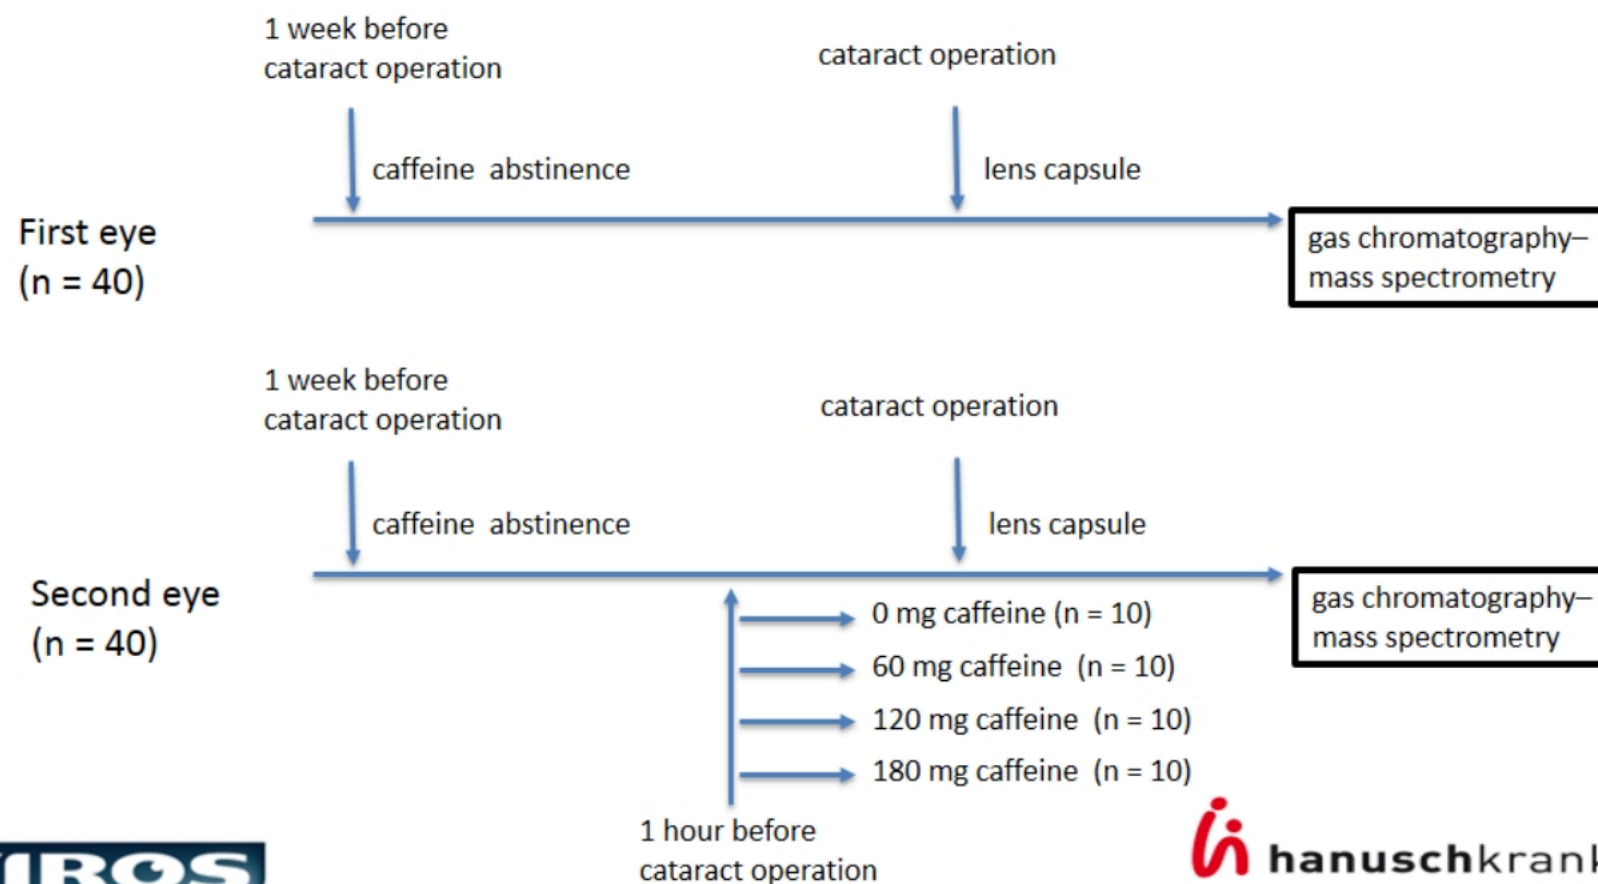 1 week before
cataract operation
cataract operation
caffeine  abstinence
lens capsule
First eye
(n = 40)
gas chromatography–
mass spectrometry
1 week before
cataract operation
cataract operation
caffeine  abstinence
lens capsule
Second eye
(n = 40)
gas chromatography–
mass spectrometry
0 mg caffeine (n = 10)
60 mg caffeine  (n = 10)
120 mg caffeine  (n = 10)
180 mg caffeine  (n = 10)
1 hour before
cataract operation
IROS
hanuschkrank